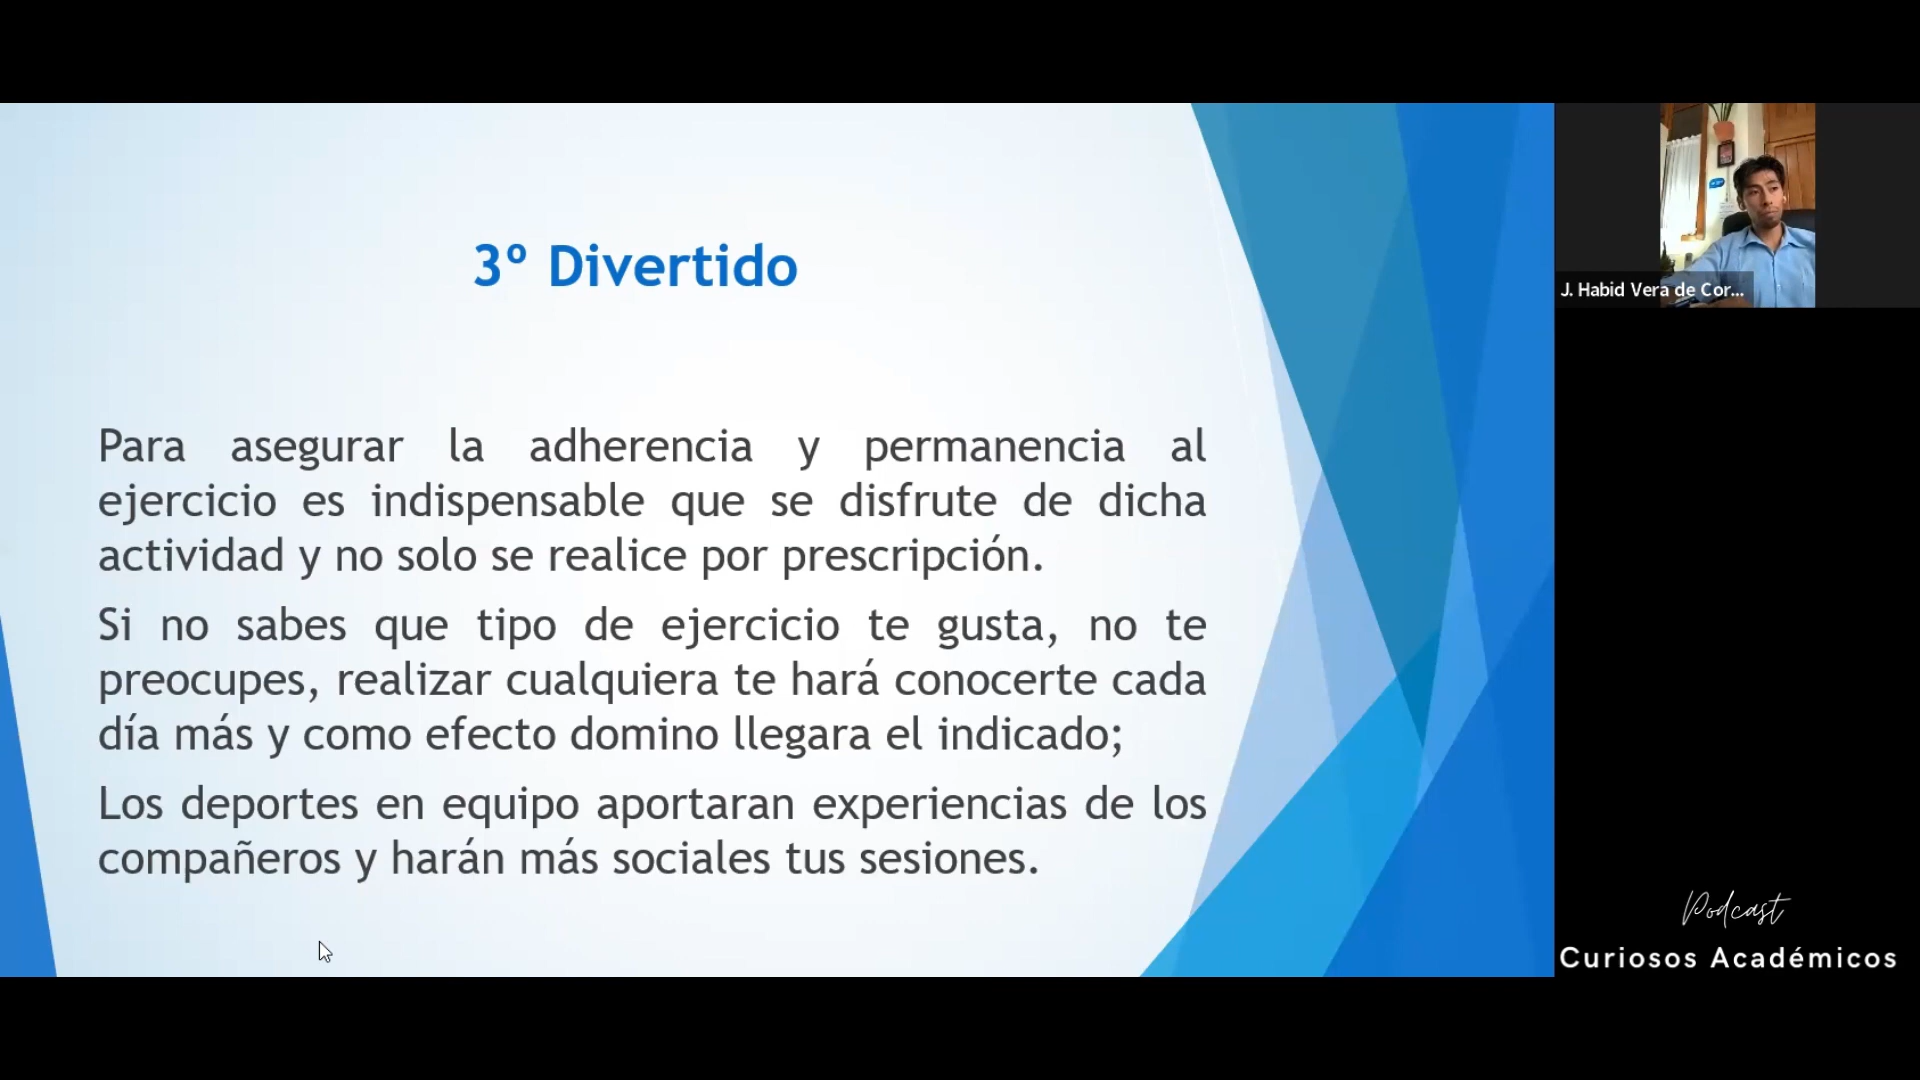 3º Divertido
Para asegurar la adherencia y permanencia al
ejercicio es indispensable que se disfrute de dicha
actividad y no solo se realice por prescripción.
Si no sabes que tipo de ejercicio te gusta, no te
preocupes, realizar cualquiera te hará conocerte cada
día más y como efecto domino llegara el indicado;
Los deportes en equipo aportaran experiencias de los
compañeros y harán más sociales tus sesiones.
J. Habid Vera de Cor...
Podcast
Curiosos Académicos